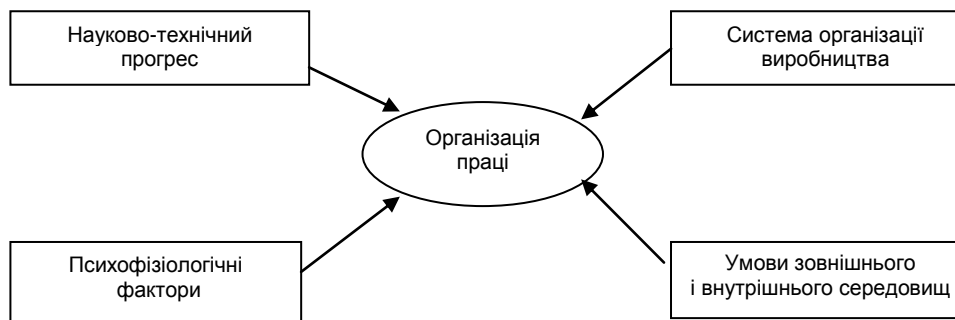 Науково-технічний
прогрес
Система організації
виробництва
Організація
праці
Психофізіологічні
фактори
Умови зовнішнього
і внутрішнього середовищ